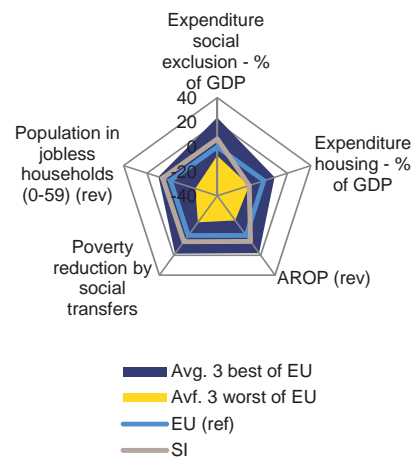 Expenditure
social
exclusion - %
of GDP
40
20
0
-20
-40
Population in
jobless
households
(0-59) (rev)
Expenditure
housing - %
of GDP
Poverty
reduction by
social
transfers
AROP (rev)
Avg. 3 best of EU
Avf. 3 worst of EU
EU (ref)
SI